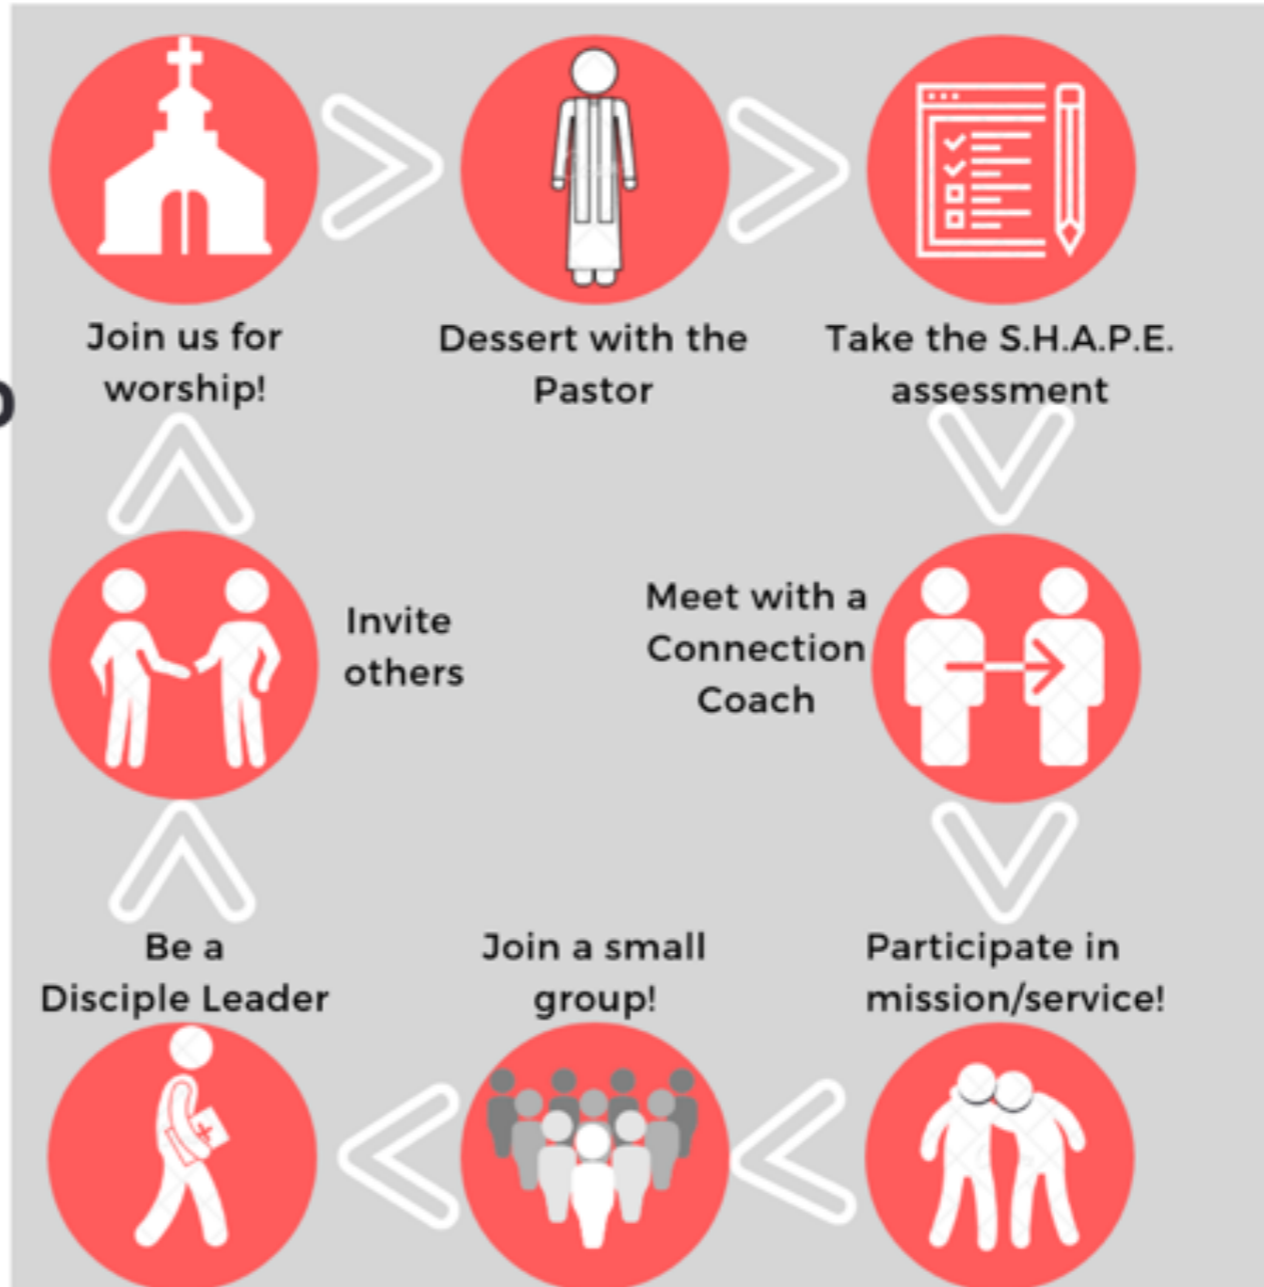 Join us for
worship!
Dessert with the
Pastor
Take the S.H.A.P.E.
assessment
Invite
others
Meet with a
Connection
Coach
Be a
Disciple Leader
Join a small
group!
Participate in
mission/service!